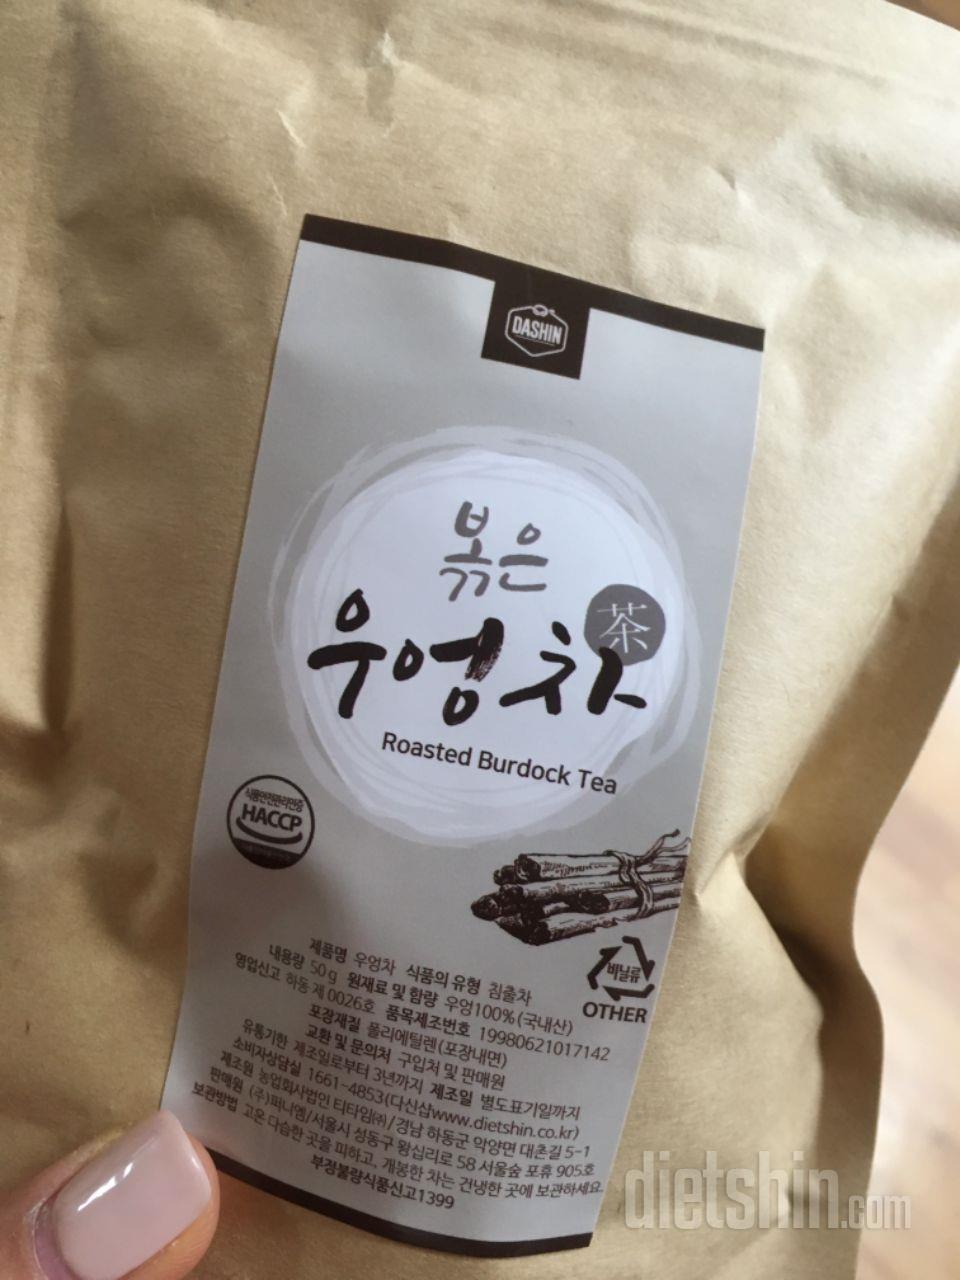 DASHIN
볶은
우엉차
茶
Roasted Burdock Tea
식품안전관리인증
HACCP
비닐류
OTHER
제품명 우엉차 식품의 유형 침출차
내용량 50g 원재료 및 함량 우엉100%(국내산)
영업신고 하동 제 0026호 품목제조번호 19980621017142
포장재질 폴리에틸렌(포장내면)
교환 및 문의처 구입처 및 판매원
유통기한 제조일로부터 3년까지 제조일 별도표기일까지
소비자상담실 1661-4853(다신샵www.dietshin.co.kr)
제조원 농업회사법인 티타임㈜/경남 하동군 악양면 대촌길 5-1
판매원 (주)퍼니엠/서울시 성동구 왕십리로 58 서울숲 포휴 905호
보관방법 고온 다습한 곳을 피하고, 개봉한 차는 건냉한 곳에 보관하세요.
부정불량식품신고1399
dietshin.com